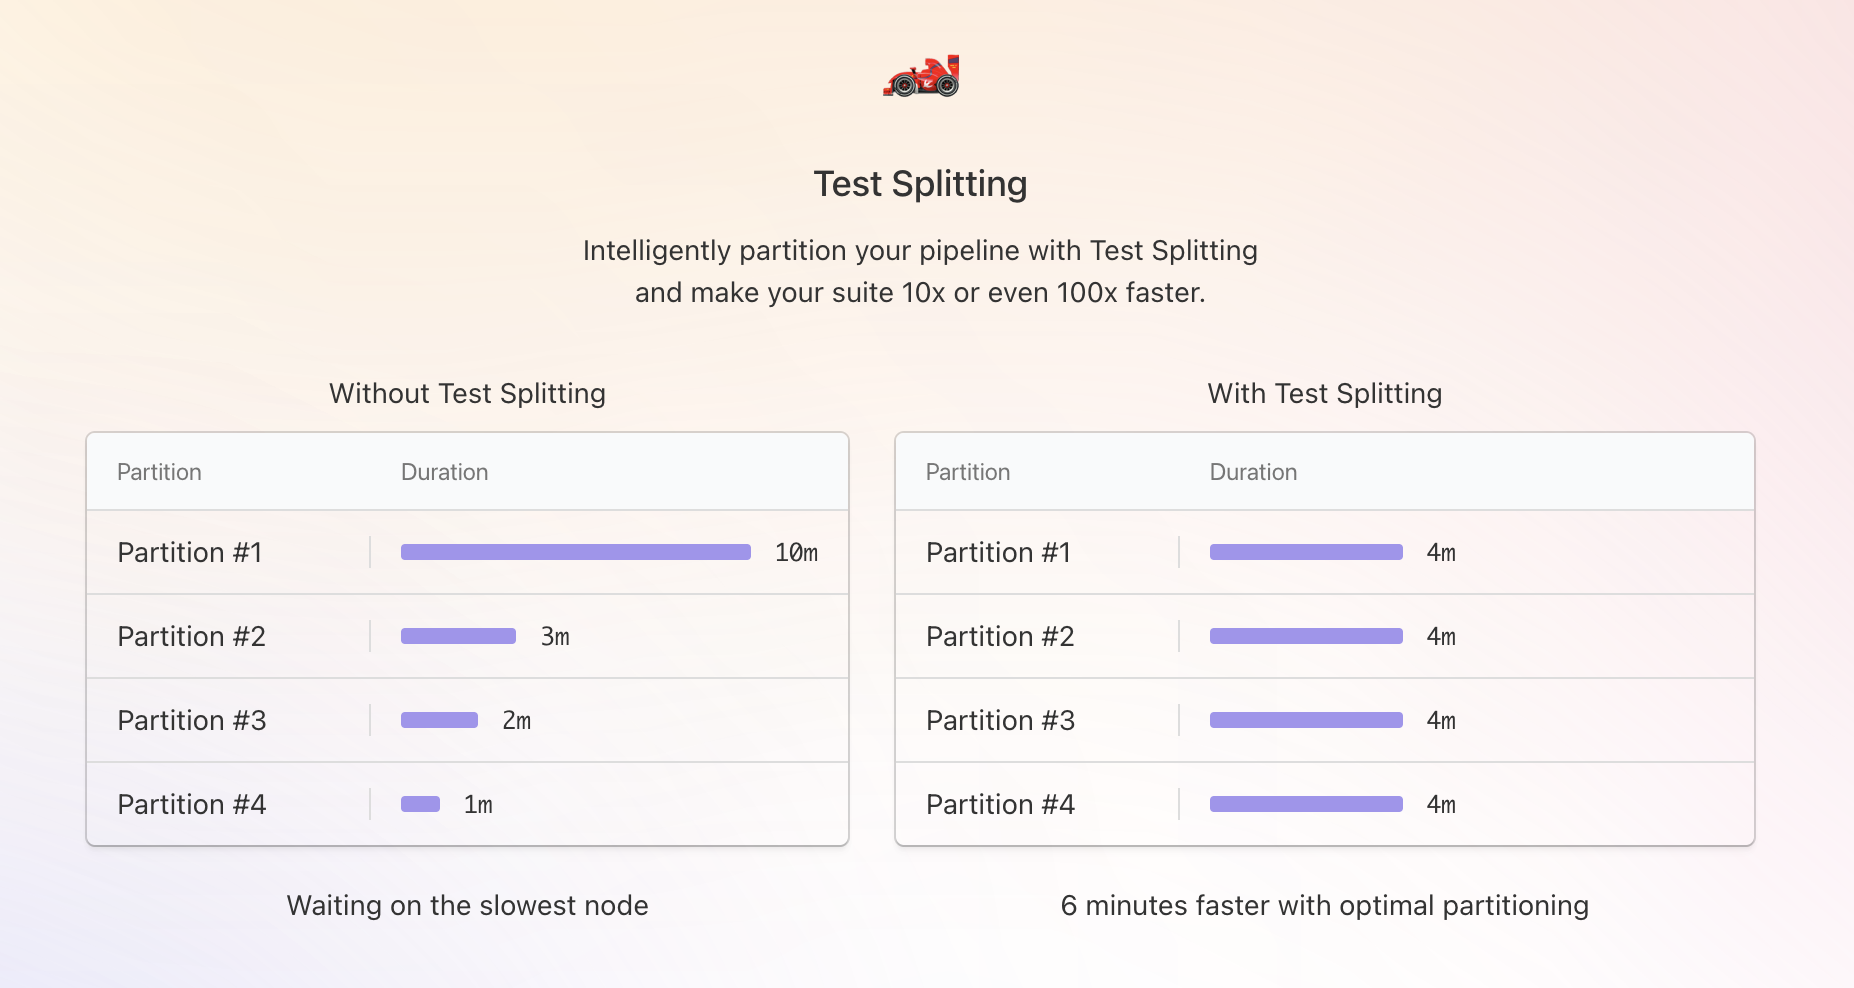 Test Splitting
Intelligently partition your pipeline with Test Splitting
and make your suite 10x or even 100x faster.
Without Test Splitting
Partition Duration
Partition #1 10m
Partition #2 3m
Partition #3 2m
Partition #4 1m
Waiting on the slowest node
With Test Splitting
Partition Duration
Partition #1 4m
Partition #2 4m
Partition #3 4m
Partition #4 4m
6 minutes faster with optimal partitioning